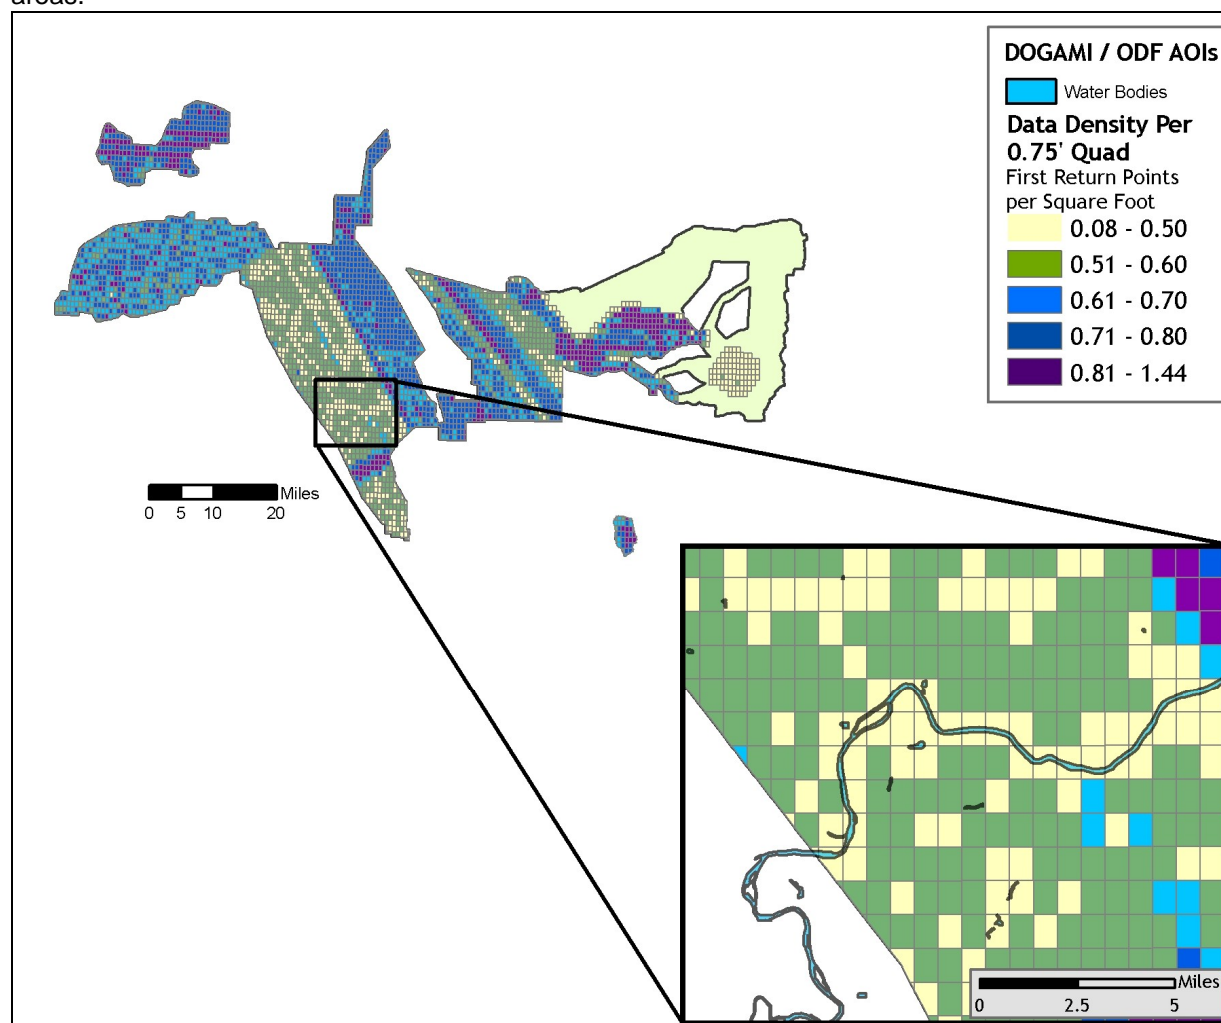 areas.
DOGAMI / ODF AOIs
Water Bodies
Data Density Per
0.75' Quad
First Return Points
per Square Foot
0.08 - 0.50
0.51 - 0.60
0.61 - 0.70
0.71 - 0.80
0.81 - 1.44
Miles
0 5 10 20
Miles
0 2.5 5